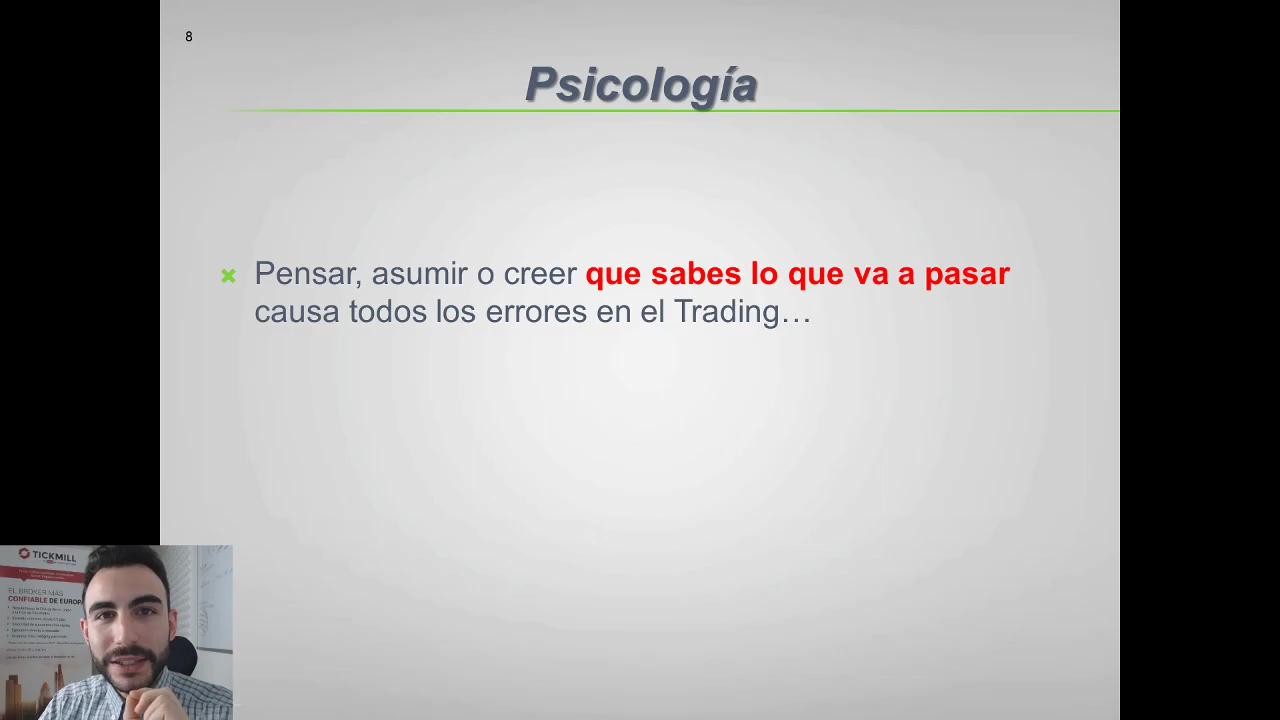 8
Psicología
Pensar, asumir o creer que sabes lo que va a pasar
causa todos los errores en el Trading…
TICKMILL
EL BROKER MÁS
CONFIABLE DE EUROPA